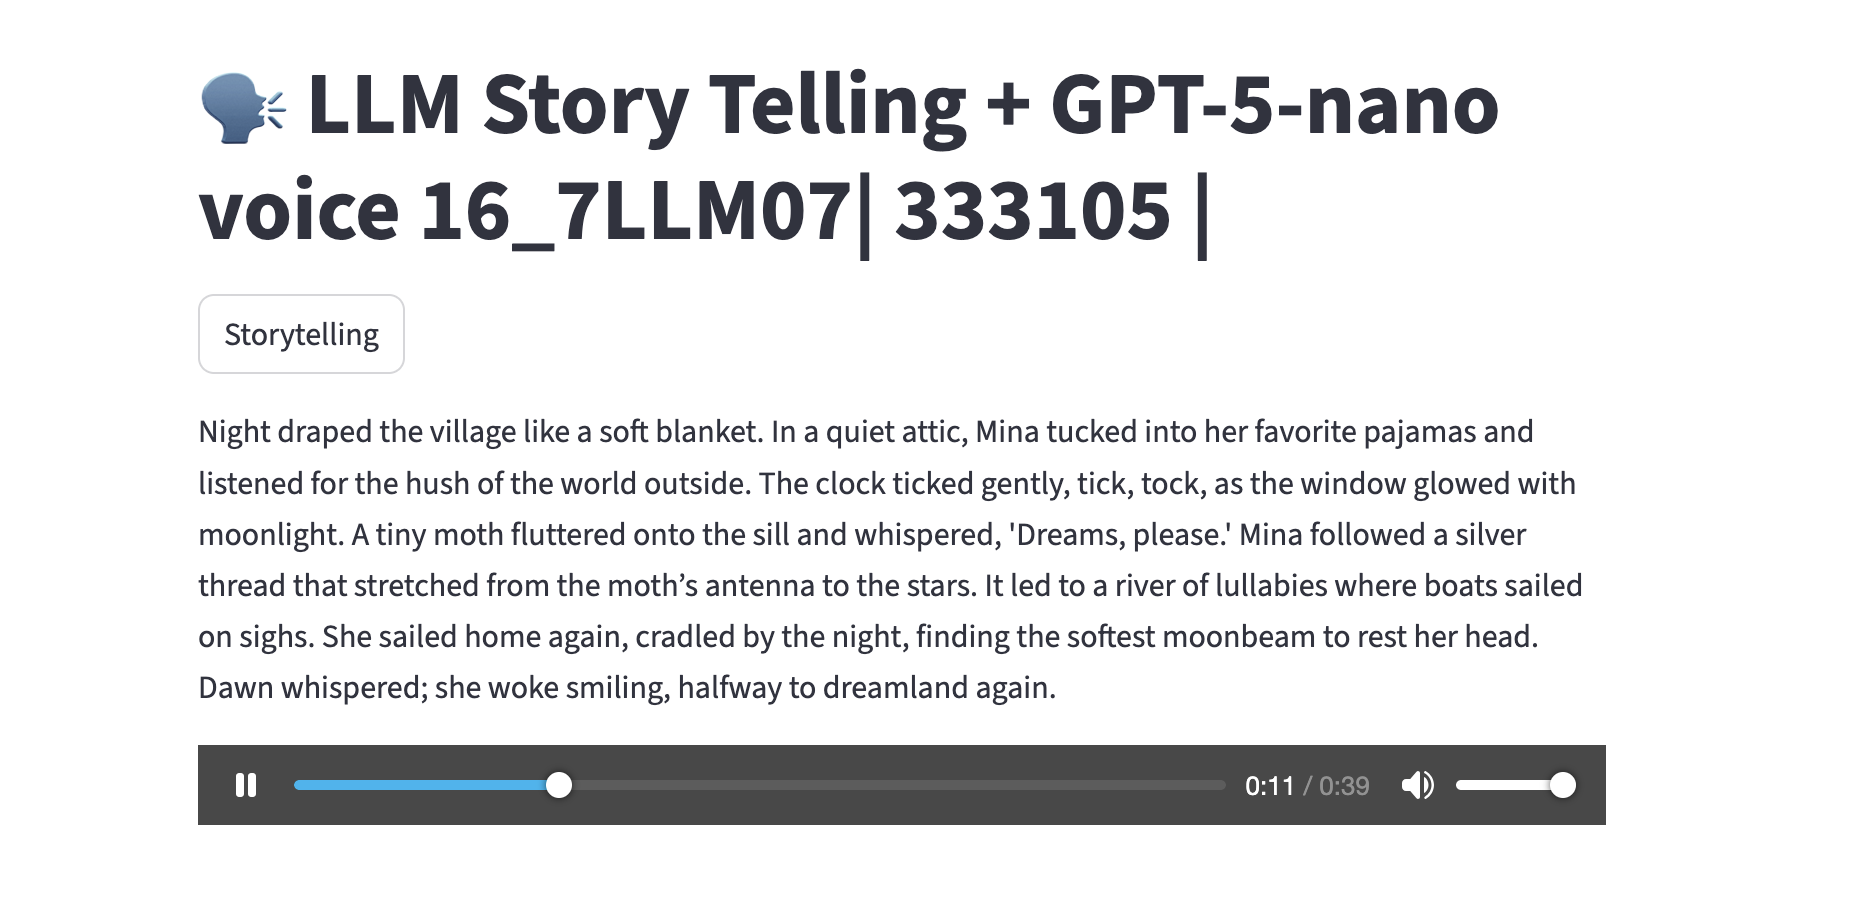 LLM Story Telling + GPT-5-nano
voice 16_7LLM07| 333105 |
Storytelling
Night draped the village like a soft blanket. In a quiet attic, Mina tucked into her favorite pajamas and
listened for the hush of the world outside. The clock ticked gently, tick, tock, as the window glowed with
moonlight. A tiny moth fluttered onto the sill and whispered, 'Dreams, please.' Mina followed a silver
thread that stretched from the moth’s antenna to the stars. It led to a river of lullabies where boats sailed
on sighs. She sailed home again, cradled by the night, finding the softest moonbeam to rest her head.
Dawn whispered; she woke smiling, halfway to dreamland again.
0:11 / 0:39